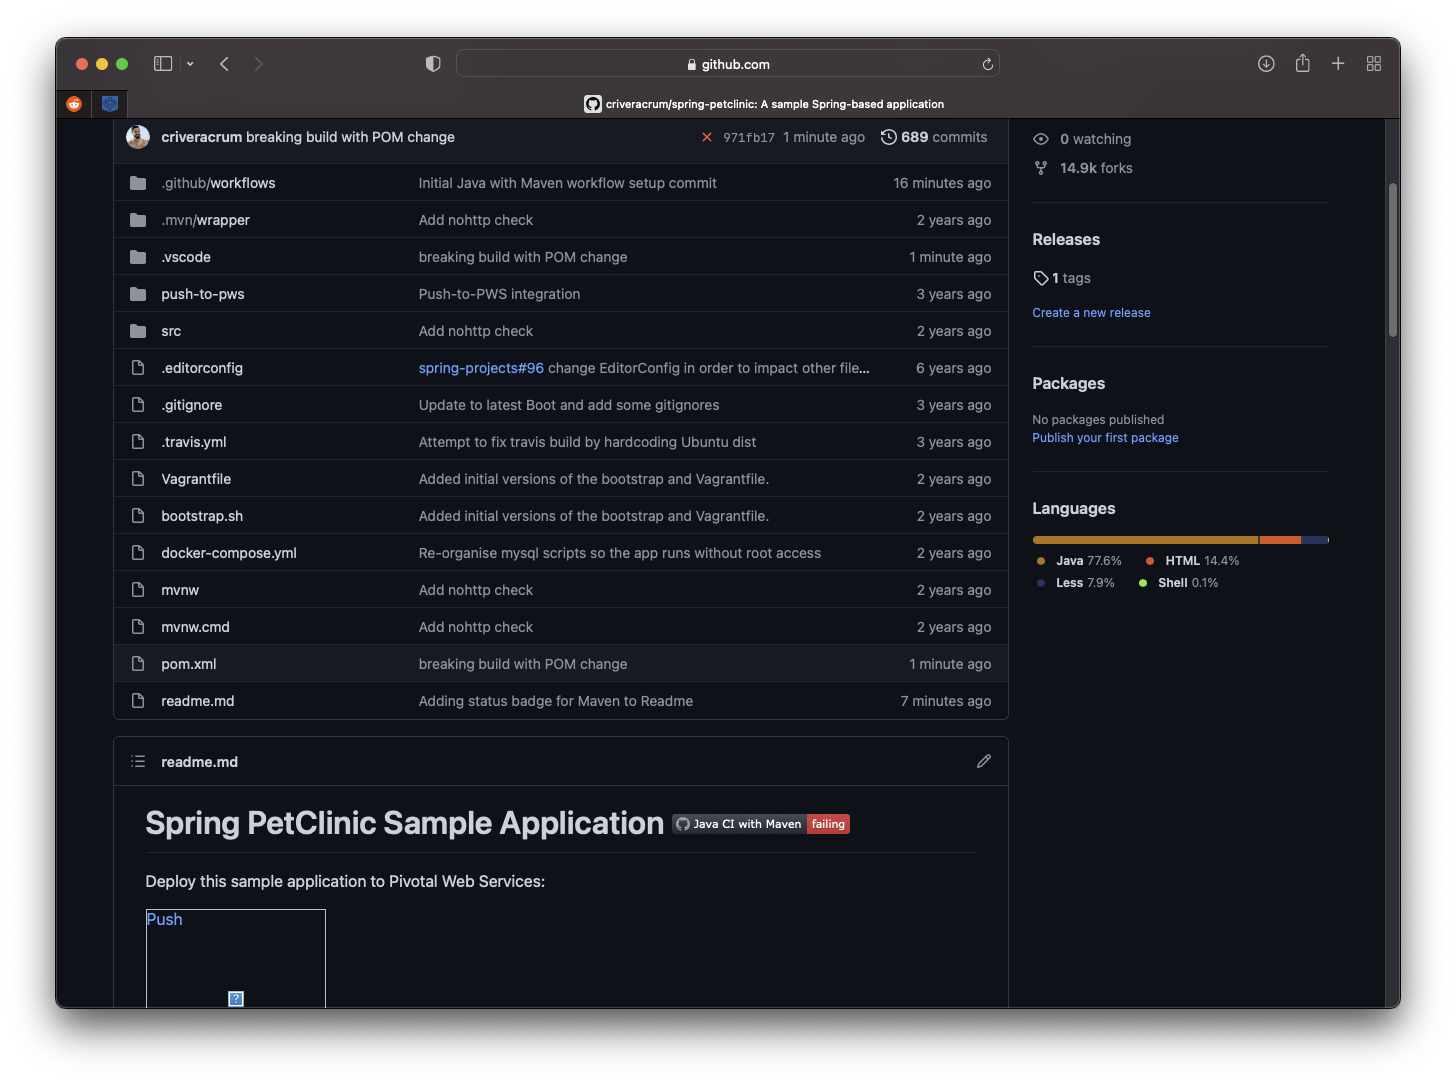 github.com
criveracrum/spring-petclinic: A sample Spring-based application
criveracrum breaking build with POM change 971fb17 1 minute ago 689 commits
.github/workflows Initial Java with Maven workflow setup commit 16 minutes ago
.mvn/wrapper Add nohttp check 2 years ago
.vscode breaking build with POM change 1 minute ago
push-to-pws Push-to-PWS integration 3 years ago
src Add nohttp check 2 years ago
.editorconfig spring-projects#96 change EditorConfig in order to impact other file... 6 years ago
.gitignore Update to latest Boot and add some gitignores 3 years ago
.travis.yml Attempt to fix travis build by hardcoding Ubuntu dist 3 years ago
Vagrantfile Added initial versions of the bootstrap and Vagrantfile. 2 years ago
bootstrap.sh Added initial versions of the bootstrap and Vagrantfile. 2 years ago
docker-compose.yml Re-organise mysql scripts so the app runs without root access 2 years ago
mvnw Add nohttp check 2 years ago
mvnw.cmd Add nohttp check 2 years ago
pom.xml breaking build with POM change 1 minute ago
readme.md Adding status badge for Maven to Readme 7 minutes ago
readme.md
Spring PetClinic Sample Application Java CI with Maven failing
Deploy this sample application to Pivotal Web Services:
Push
?
0 watching
14.9k forks
Releases
1 tags
Create a new release
Packages
No packages published
Publish your first package
Languages
Java 77.6% HTML 14.4%
Less 7.9% Shell 0.1%